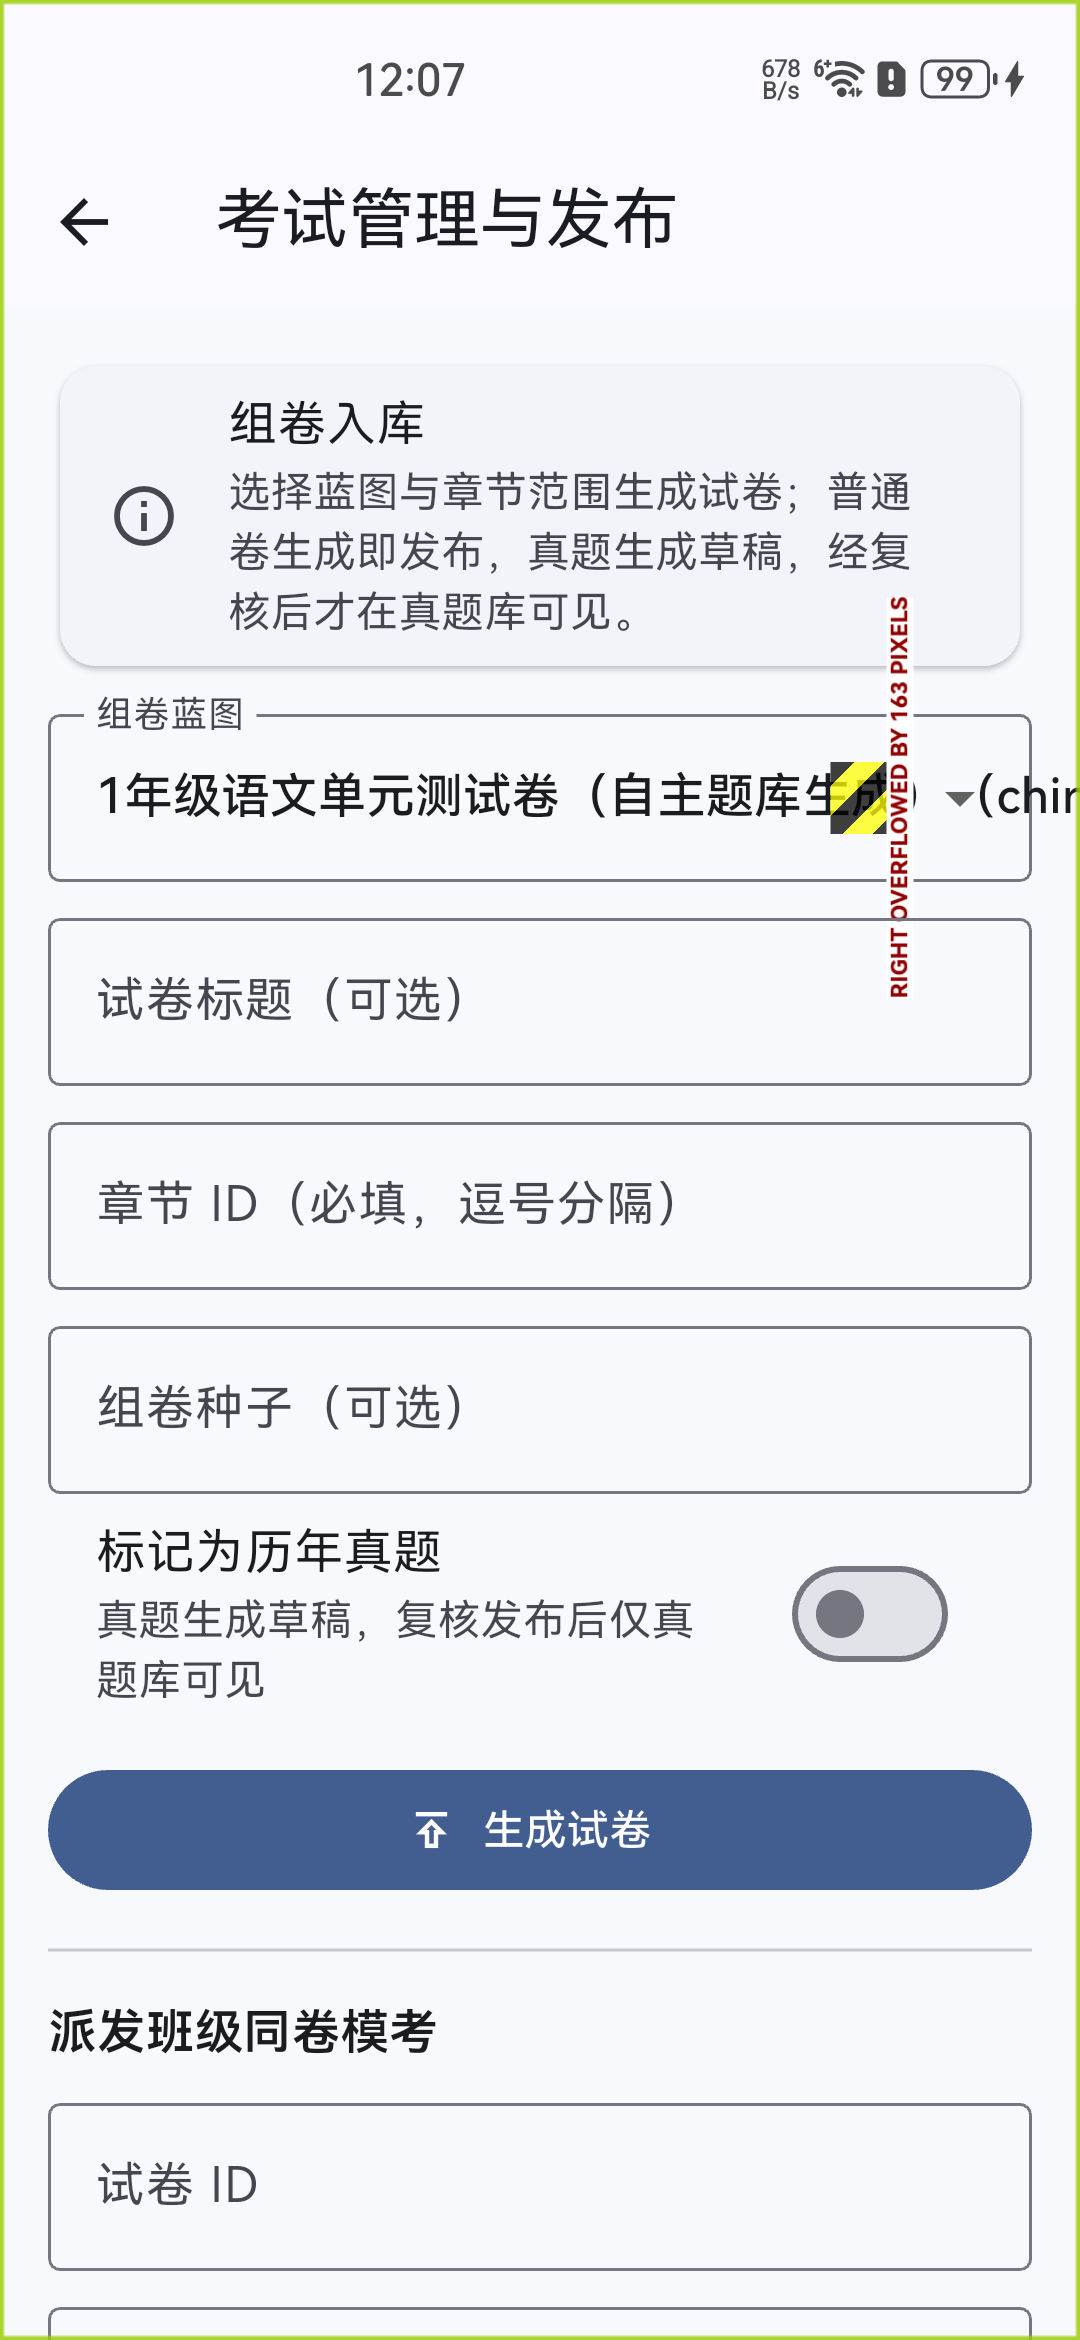 12:07
678 B/s
6+
99
考试管理与发布
组卷入库
选择蓝图与章节范围生成试卷；普通
卷生成即发布，真题生成草稿，经复
核后才在真题库可见。
组卷蓝图
1年级语文单元测试卷（自主题库生成）（chin
RIGHT OVERFLOWED BY 163 PIXELS
试卷标题（可选）
章节 ID（必填，逗号分隔）
组卷种子（可选）
标记为历年真题
真题生成草稿，复核发布后仅真
题库可见
生成试卷
派发班级同卷模考
试卷 ID